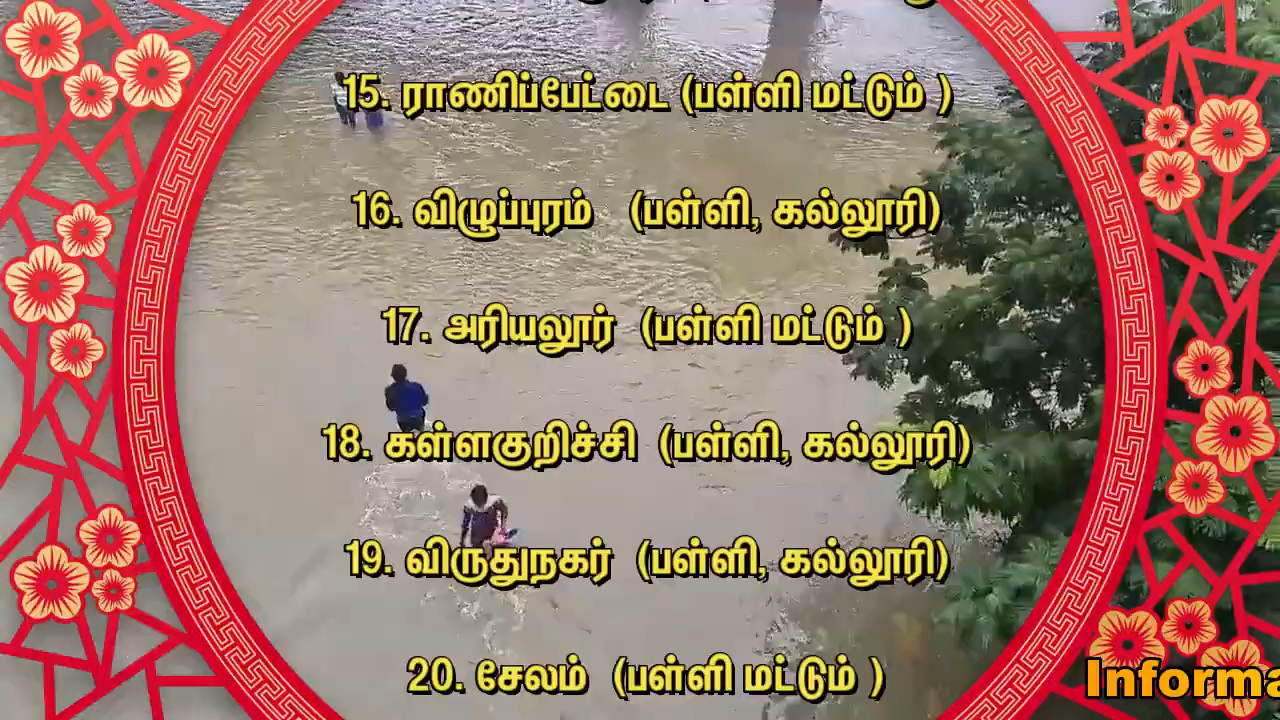 15. ராணிப்பேட்டை (பள்ளி மட்டும் )
16. விழுப்புரம் (பள்ளி, கல்லூரி)
17. அரியலூர் (பள்ளி மட்டும் )
18. கள்ளகுறிச்சி (பள்ளி, கல்லூரி)
19. விருதுநகர் (பள்ளி, கல்லூரி)
20. சேலம் (பள்ளி மட்டும் )
Informa